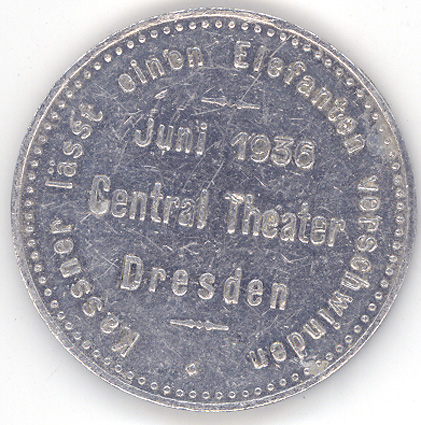 Kassner lässt einen Elefanten verschwinden
Juni 1936
Central Theater
Dresden